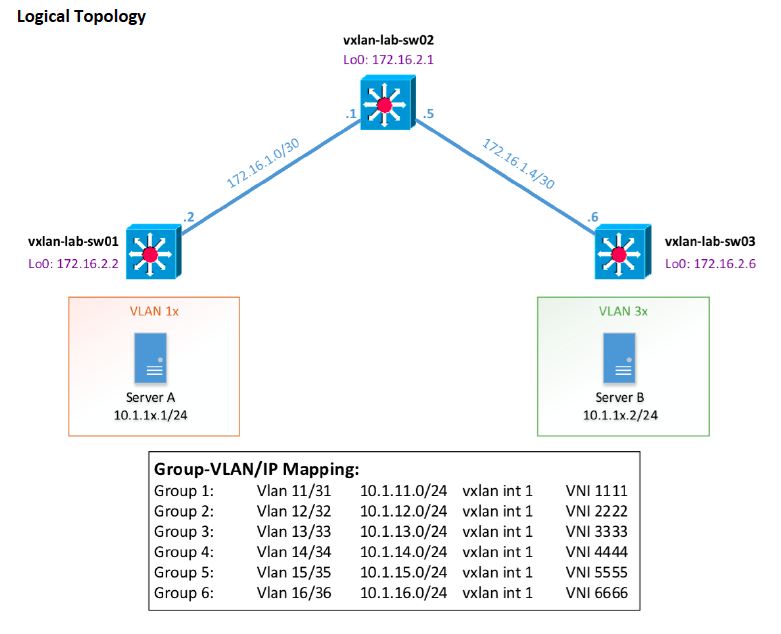 Logical Topology
vxlan-lab-sw02
Lo0: 172.16.2.1
.1
.5
172.16.1.0/30
172.16.1.4/30
.2
.6
vxlan-lab-sw01
Lo0: 172.16.2.2
vxlan-lab-sw03
Lo0: 172.16.2.6
VLAN 1x
Server A
10.1.1x.1/24
VLAN 3x
Server B
10.1.1x.2/24
Group-VLAN/IP Mapping:
Group 1: Vlan 11/31 10.1.11.0/24 vxlan int 1 VNI 1111
Group 2: Vlan 12/32 10.1.12.0/24 vxlan int 1 VNI 2222
Group 3: Vlan 13/33 10.1.13.0/24 vxlan int 1 VNI 3333
Group 4: Vlan 14/34 10.1.14.0/24 vxlan int 1 VNI 4444
Group 5: Vlan 15/35 10.1.15.0/24 vxlan int 1 VNI 5555
Group 6: Vlan 16/36 10.1.16.0/24 vxlan int 1 VNI 6666